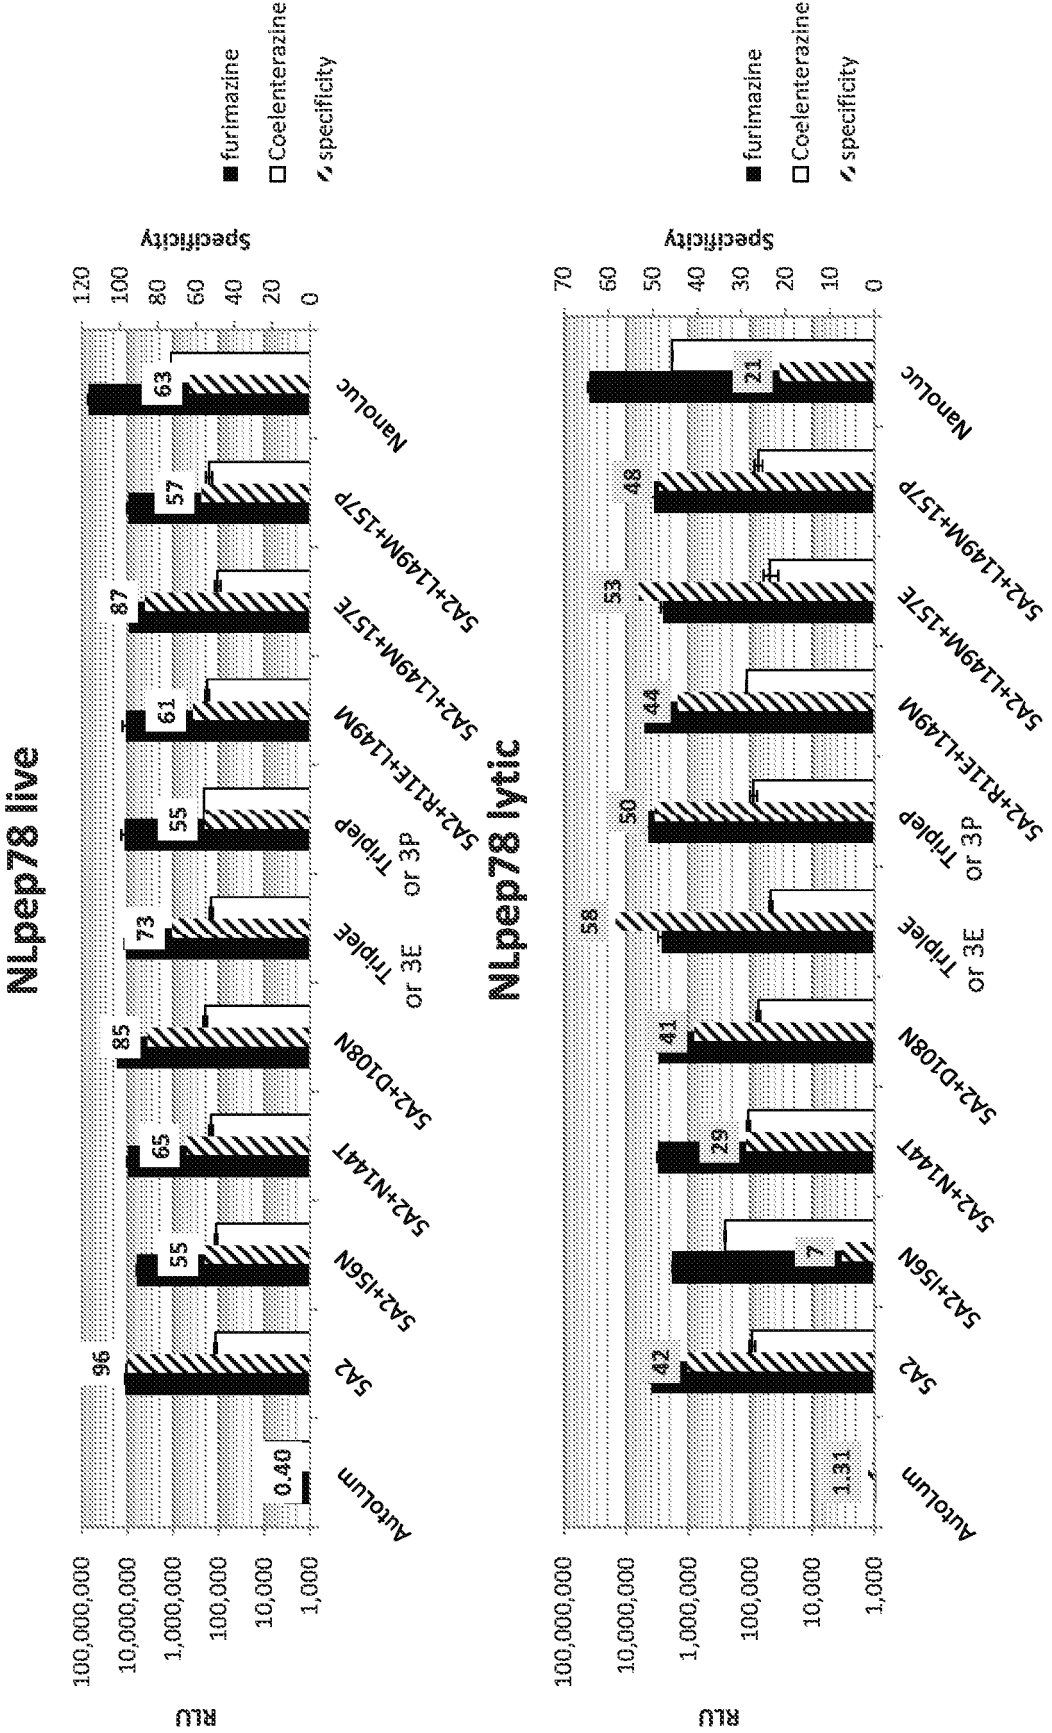 NLpep78 live
RLU
100,000,000
10,000,000
1,000,000
100,000
10,000
1,000
0.40
96
55
65
85
73
55
61
87
57
63
120
100
80
60
40
20
0
Specificity
AutoLum
5A2
5A2+I56N
5A2+N144T
5A2+D108N
TripleE
or 3E
TripleP
or 3P
5A2+R11E+L149M
5A2+L149M+157E
5A2+L149M+157P
NanoLuc
furimazine
Coelenterazine
specificity
NLpep78 lytic
RLU
100,000,000
10,000,000
1,000,000
100,000
10,000
1,000
1.31
42
7
29
41
58
50
44
53
48
21
70
60
50
40
30
20
10
0
Specificity
AutoLum
5A2
5A2+I56N
5A2+N144T
5A2+D108N
TripleE
or 3E
TripleP
or 3P
5A2+R11E+L149M
5A2+L149M+157E
5A2+L149M+157P
NanoLuc
furimazine
Coelenterazine
specificity